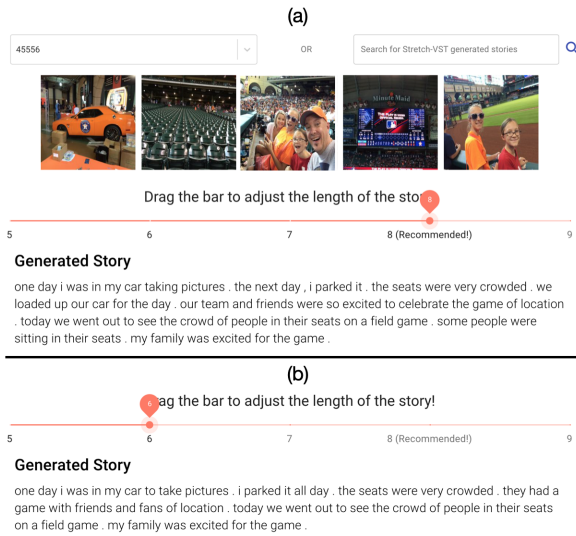 (a)
45556
OR
Search for Stretch-VST generated stories
Minute Maid
Drag the bar to adjust the length of the sto
8
5 6 7 8 (Recommended!) 9
Generated Story
one day i was in my car taking pictures . the next day , i parked it . the seats were very crowded . we
loaded up our car for the day . our team and friends were so excited to celebrate the game of location
. today we went out to see the crowd of people in their seats on a field game . some people were
sitting in their seats . my family was excited for the game .
(b)
6
ag the bar to adjust the length of the story!
5 6 7 8 (Recommended!) 9
Generated Story
one day i was in my car to take pictures . i parked it all day . the seats were very crowded . they had a
game with friends and fans of location . today we went out to see the crowd of people in their seats
on a field game . my family was excited for the game .